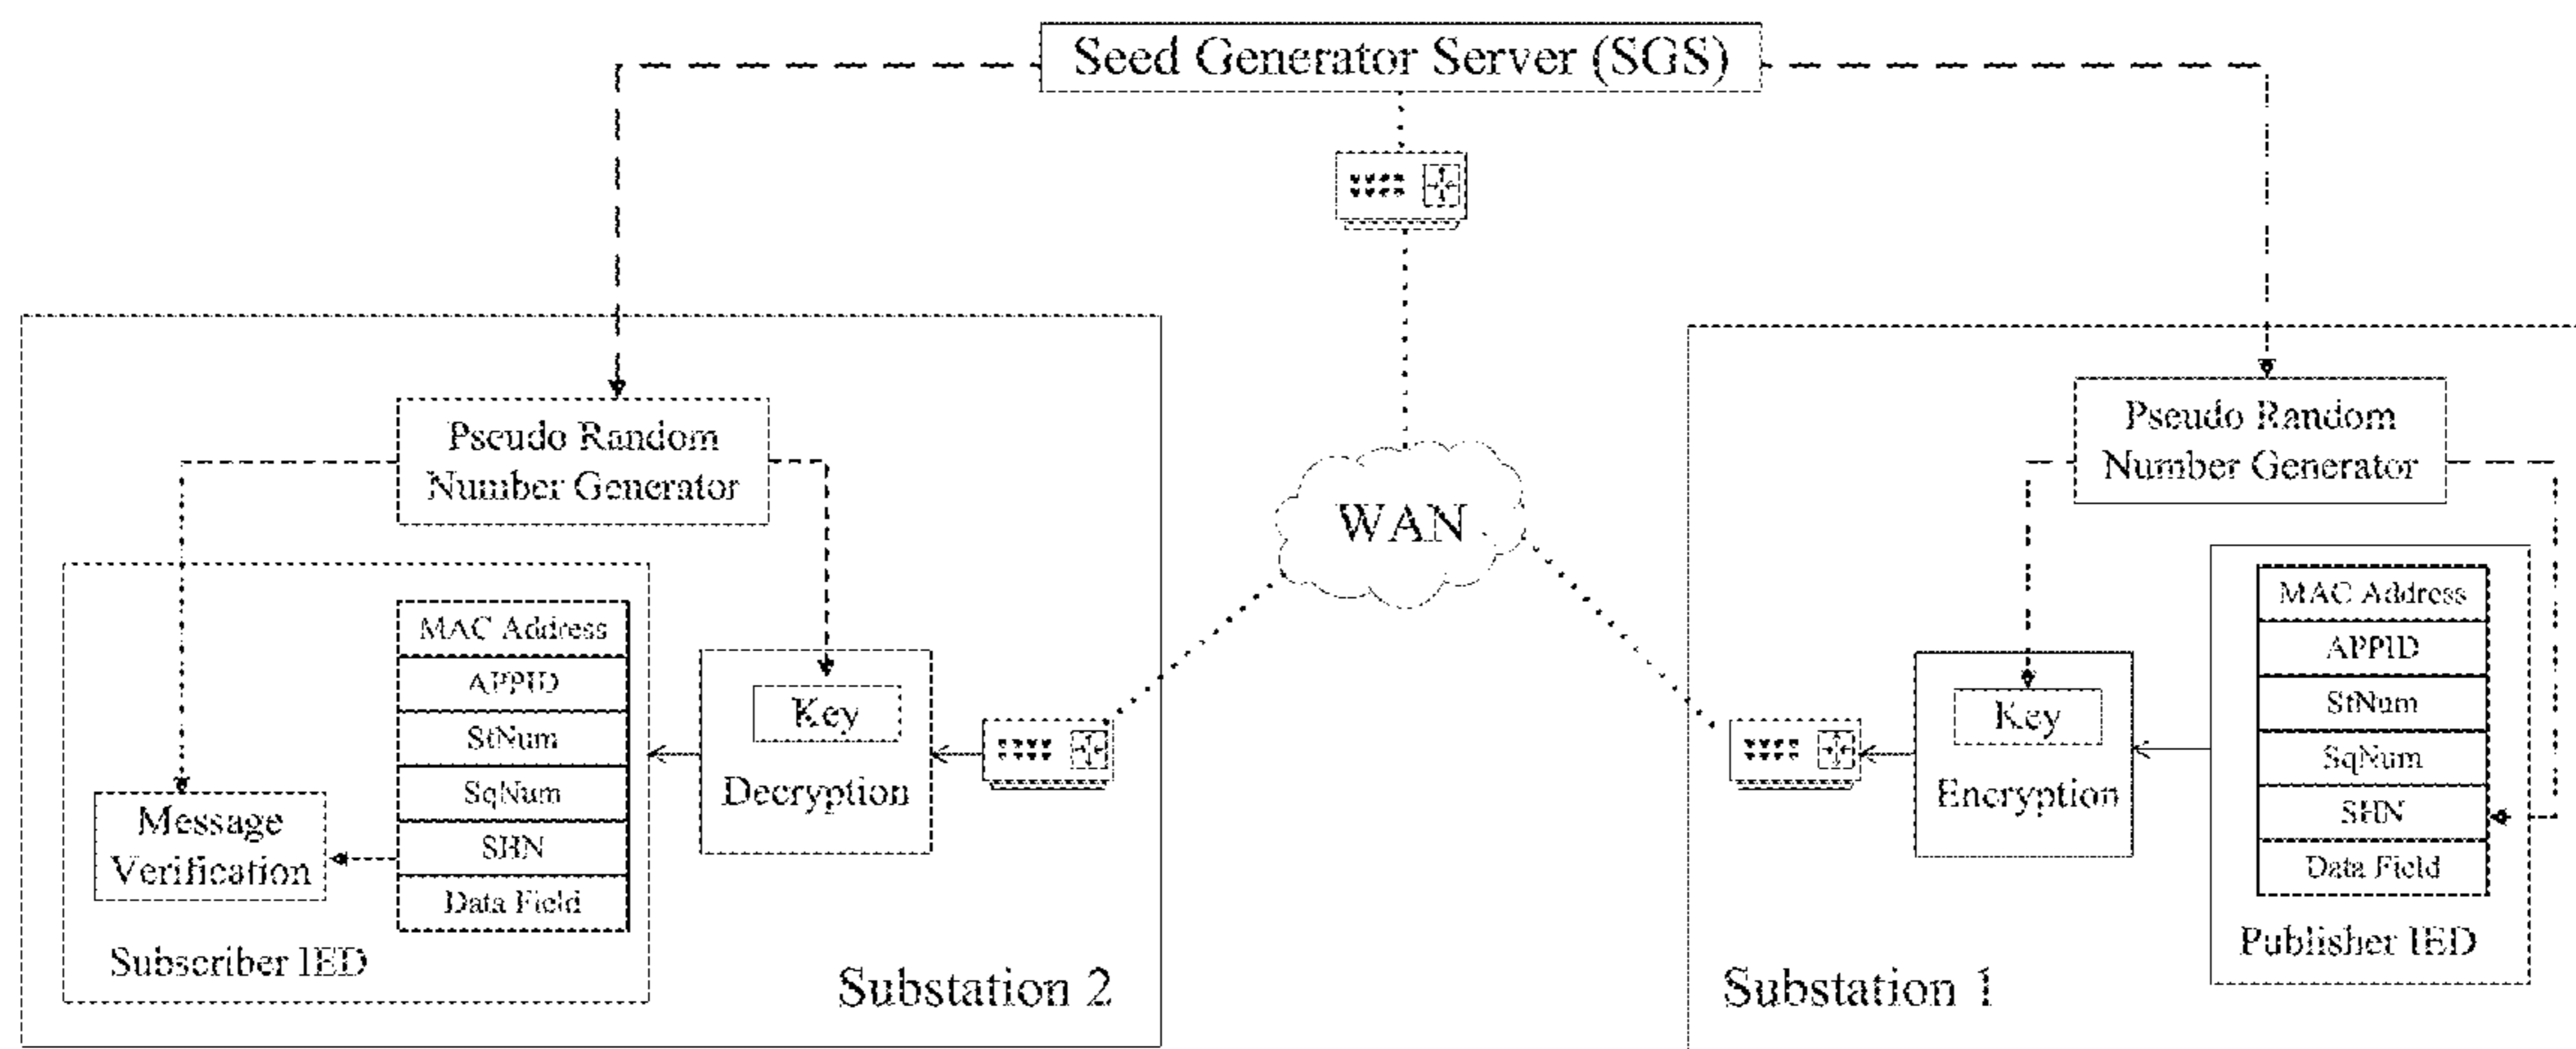 Seed Generator Server (SGS)
Pseudo Random
Number Generator
MAC Address
APPID
StNum
SqNum
SHN
Data Field
Message
Verification
Subscriber IED
Key
Decryption
Substation 2
WAN
Pseudo Random
Number Generator
Key
Encryption
MAC Address
APPID
StNum
SqNum
SHN
Data Field
Publisher IED
Substation 1